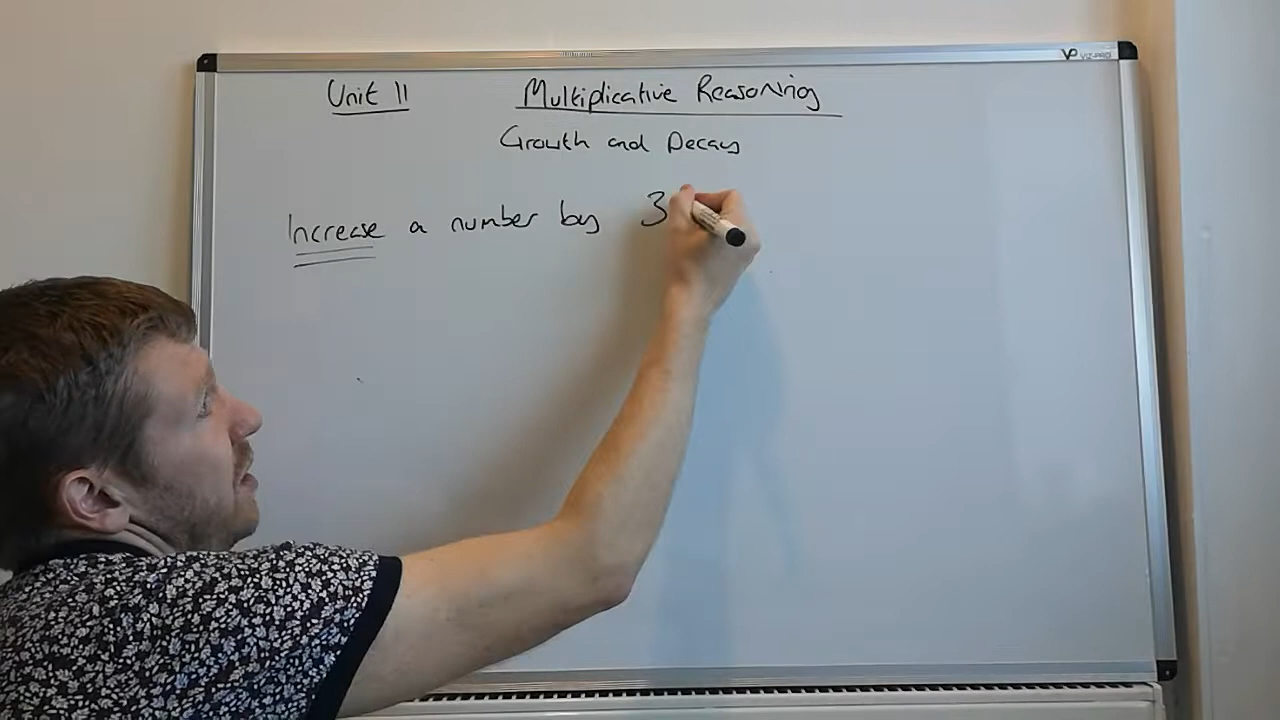 Unit 11
Multiplicative Reasoning
Growth and Decay
Increase a number by 3